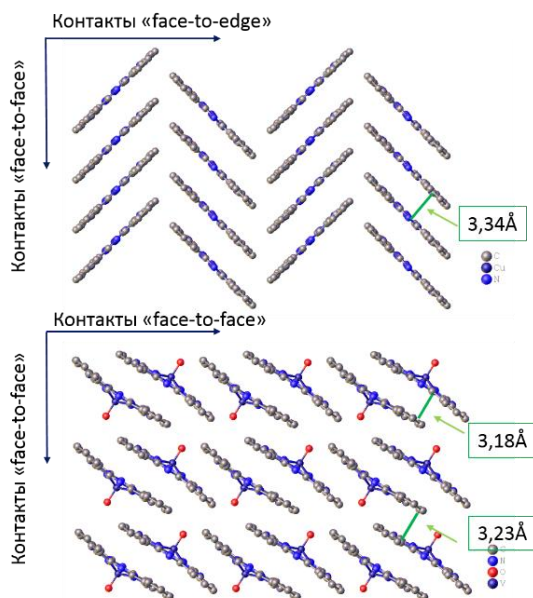 Контакты «face-to-edge»
Контакты «face-to-face»
3,34Å
C
Cu
N
Контакты «face-to-face»
Контакты «face-to-face»
3,18Å
3,23Å
N
O
V